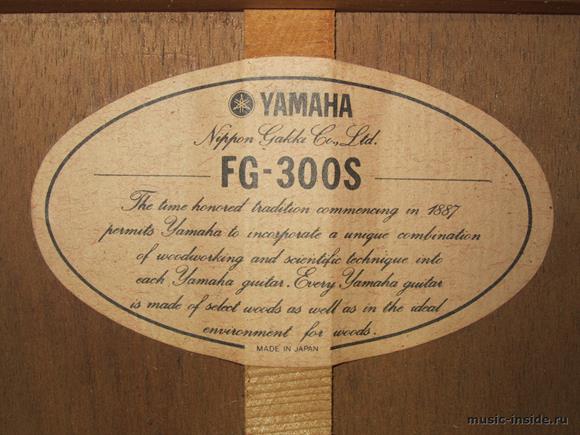 YAMAHA
Nippon Gakki Co., Ltd.
FG-300S
The time honored tradition commencing in 1887
permits Yamaha to incorporate a unique combination
of woodworking and scientific technique into
each Yamaha guitar. Every Yamaha guitar
is made of select woods as well as in the ideal
environment for woods.
MADE IN JAPAN
music-inside.ru